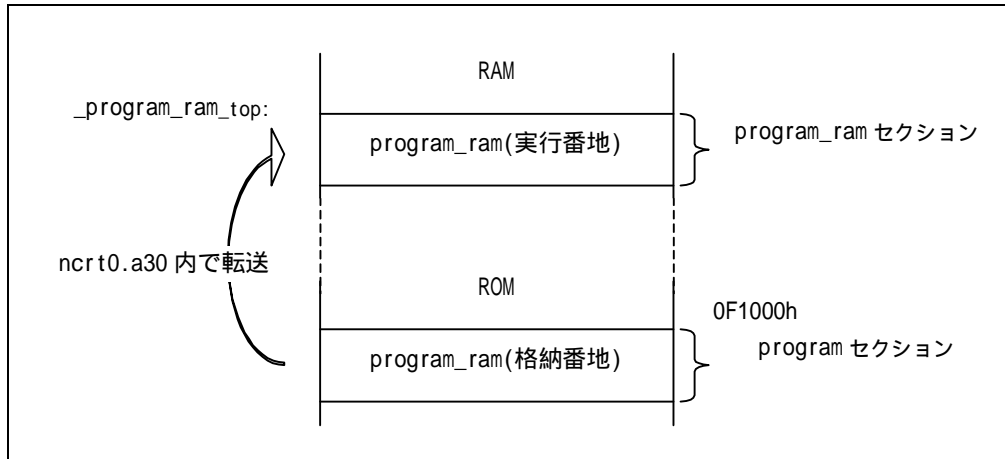 RAM
_program_ram_top:
program_ram(実行番地)
program_ram セクション
ncrt0.a30 内で転送
ROM
0F1000h
program_ram(格納番地)
program セクション